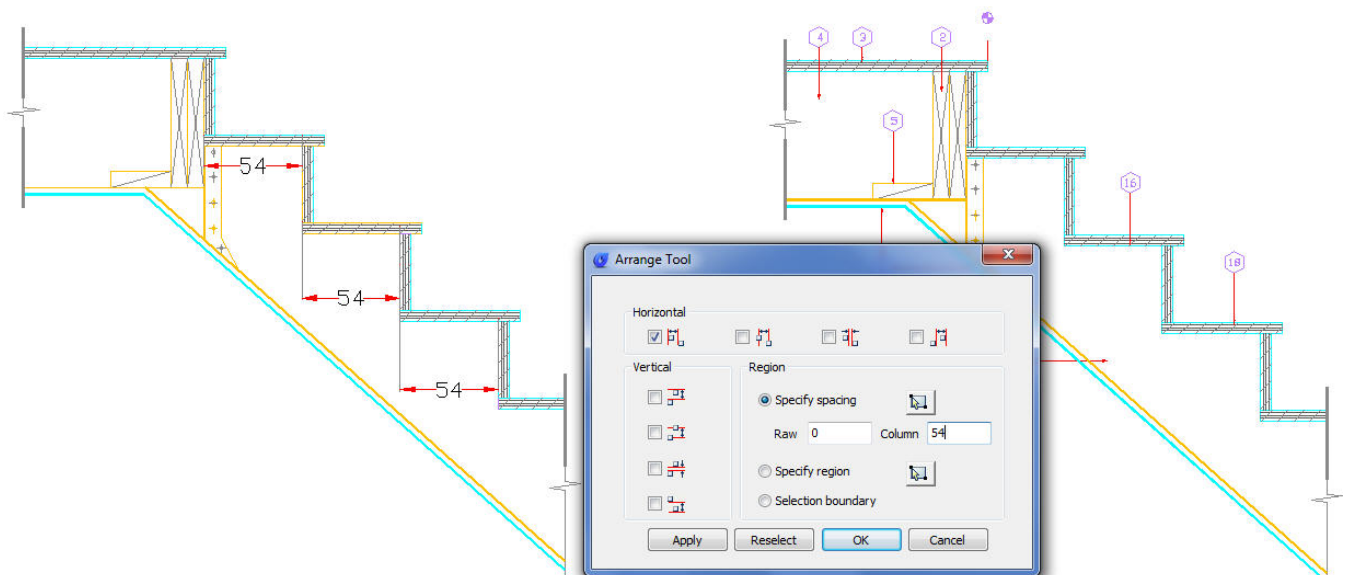 54
54
54
4
3
2
5
16
18
Arrange Tool
Horizontal
Vertical
Region
Specify spacing
Raw 0 Column 54
Specify region
Selection boundary
Apply Reselect OK Cancel